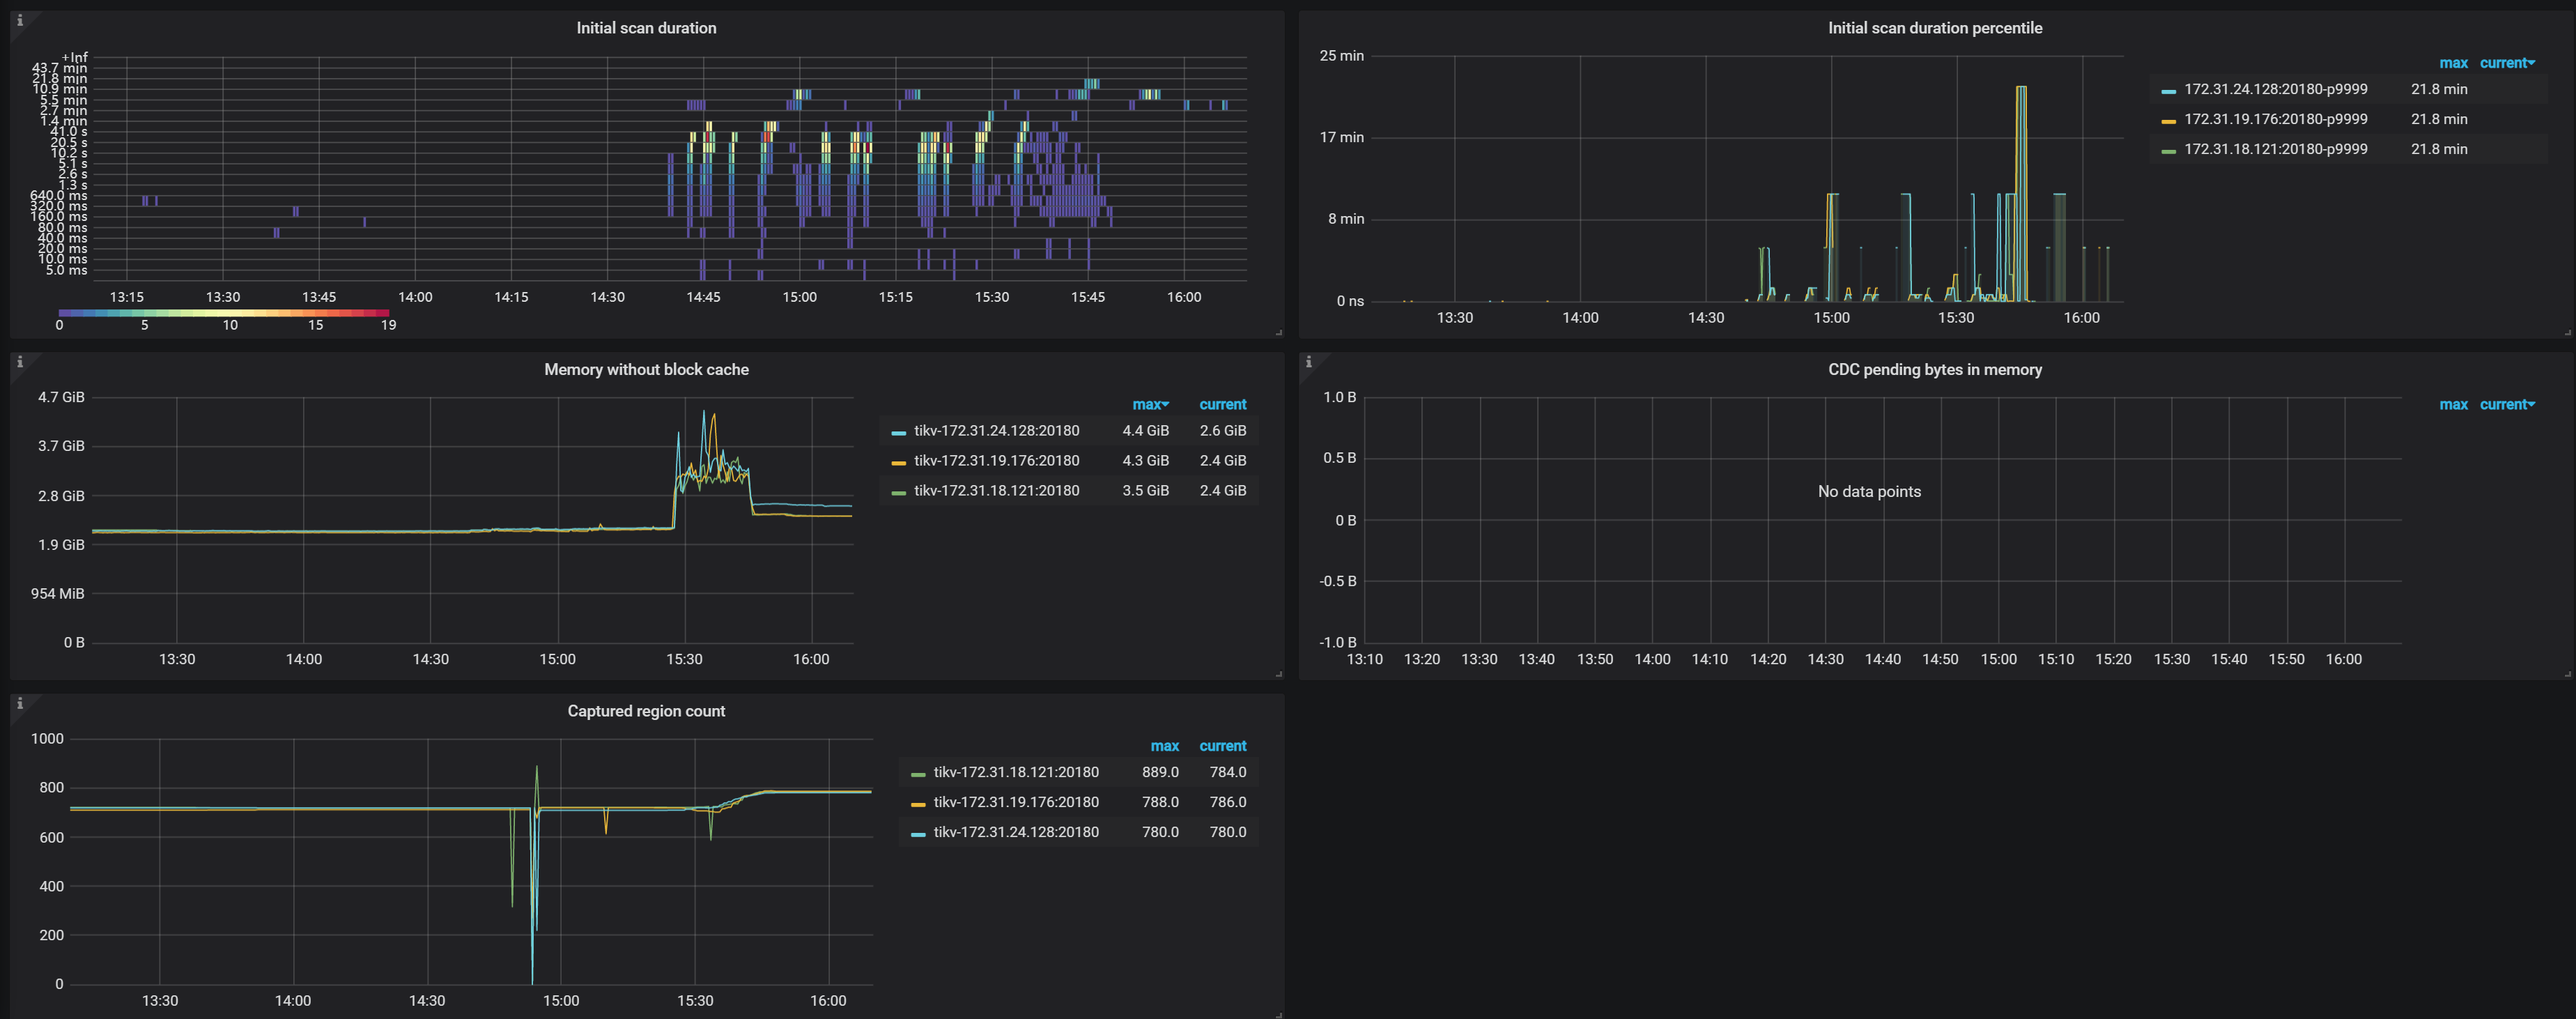 Initial scan duration
+Inf
43.7 min
21.8 min
10.9 min
5.5 min
2.7 min
1.4 min
41.0 s
20.5 s
10.2 s
5.1 s
2.6 s
1.3 s
640.0 ms
320.0 ms
160.0 ms
80.0 ms
40.0 ms
20.0 ms
10.0 ms
5.0 ms
13:15 13:30 13:45 14:00 14:15 14:30 14:45 15:00 15:15 15:30 15:45 16:00
0 5 10 15 19
Initial scan duration percentile
25 min
17 min
8 min
0 ns
13:30 14:00 14:30 15:00 15:30 16:00
max current
172.31.24.128:20180-p9999 21.8 min
172.31.19.176:20180-p9999 21.8 min
172.31.18.121:20180-p9999 21.8 min
Memory without block cache
4.7 GiB
3.7 GiB
2.8 GiB
1.9 GiB
954 MiB
0 B
13:30 14:00 14:30 15:00 15:30 16:00
max current
tikv-172.31.24.128:20180 4.4 GiB 2.6 GiB
tikv-172.31.19.176:20180 4.3 GiB 2.4 GiB
tikv-172.31.18.121:20180 3.5 GiB 2.4 GiB
CDC pending bytes in memory
1.0 B
0.5 B
0 B
-0.5 B
-1.0 B
No data points
13:10 13:20 13:30 13:40 13:50 14:00 14:10 14:20 14:30 14:40 14:50 15:00 15:10 15:20 15:30 15:40 15:50 16:00
max current
Captured region count
1000
800
600
400
200
0
13:30 14:00 14:30 15:00 15:30 16:00
max current
tikv-172.31.18.121:20180 889.0 784.0
tikv-172.31.19.176:20180 788.0 786.0
tikv-172.31.24.128:20180 780.0 780.0